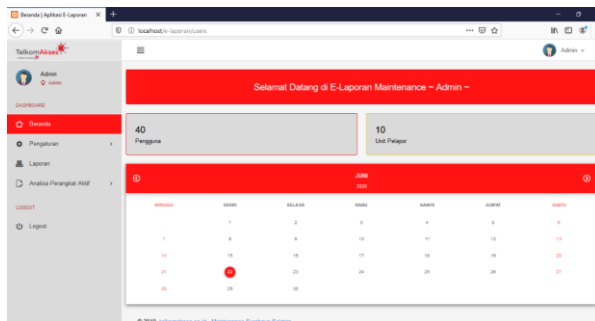 Beranda | Aplikasi E-Laporan
localhost/e-laporan/users
TelkomAkses
Admin
Admin
Admin
DASHBOARD
Beranda
Pengaturan
Laporan
Analisa Perangkat Aktif
LOGOUT
Logout
Selamat Datang di E-Laporan Maintenance ~ Admin ~
40
Pengguna
10
Unit Pelapor
JUNI
2020
MINGGU SENIN SELASA RABU KAMIS JUMAT SABTU
1 2 3 4 5 6
7 8 9 10 11 12 13
14 15 16 17 18 19 20
21 22 23 24 25 26 27
28 29 30